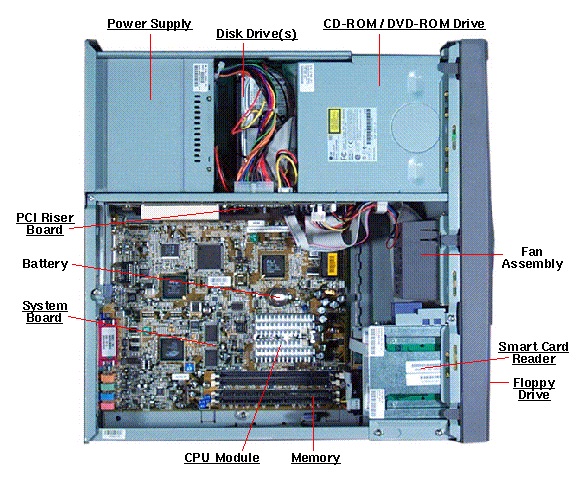 Power Supply
Disk Drive(s)
CD-ROM / DVD-ROM Drive
PCI Riser
Board
Battery
System
Board
Fan
Assembly
Smart Card
Reader
Floppy
Drive
CPU Module
Memory